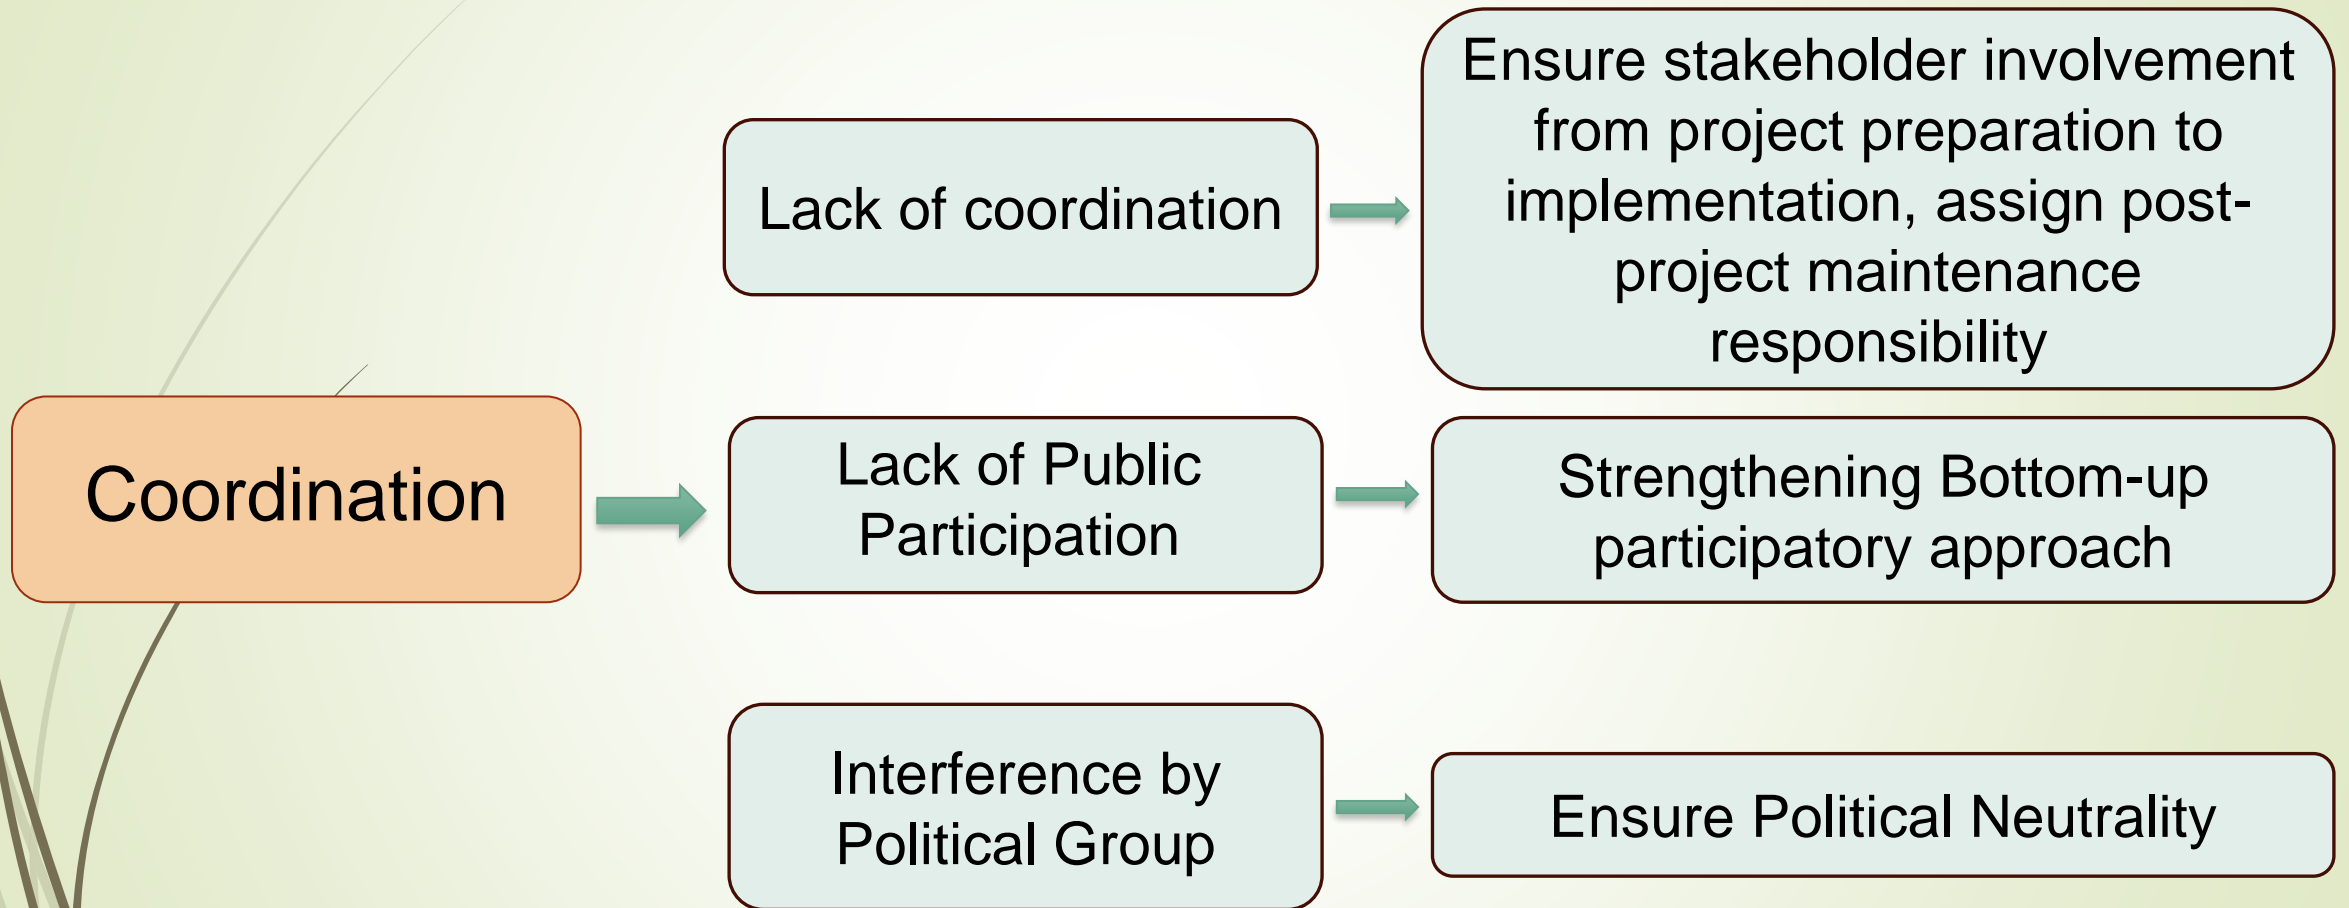 Coordination
Lack of coordination
Ensure stakeholder involvement
from project preparation to
implementation, assign post-
project maintenance
responsibility
Lack of Public
Participation
Strengthening Bottom-up
participatory approach
Interference by
Political Group
Ensure Political Neutrality